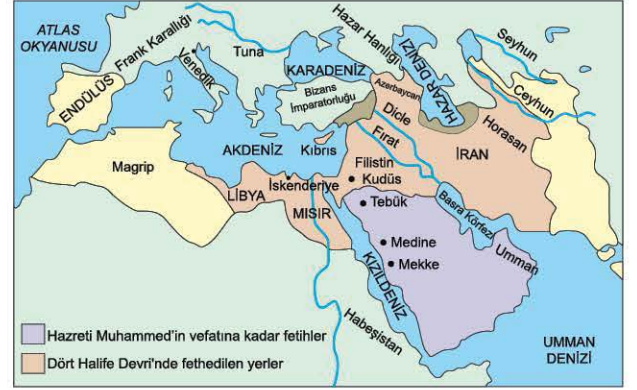 ATLAS
OKYANUSU
Frank Karallığı
Venedik
Tuna
Hazar Hanlığı
HAZAR DENİZİ
Seyhun
Ceyhun
ENDÜLÜS
KARADENİZ
Bizans
İmparatorluğu
Azerbaycan
Dicle
Horasan
Fırat
İRAN
AKDENİZ
Kıbrıs
Magrip
Filistin
Kudüs
LİBYA
İskenderiye
MISIR
Tebük
Basra Körfezi
Medine
Mekke
Umman
KIZILDENİZ
Habeşistan
UMMAN
DENİZİ
Hazreti Muhammed'in vefatına kadar fetihler
Dört Halife Devri'nde fethedilen yerler